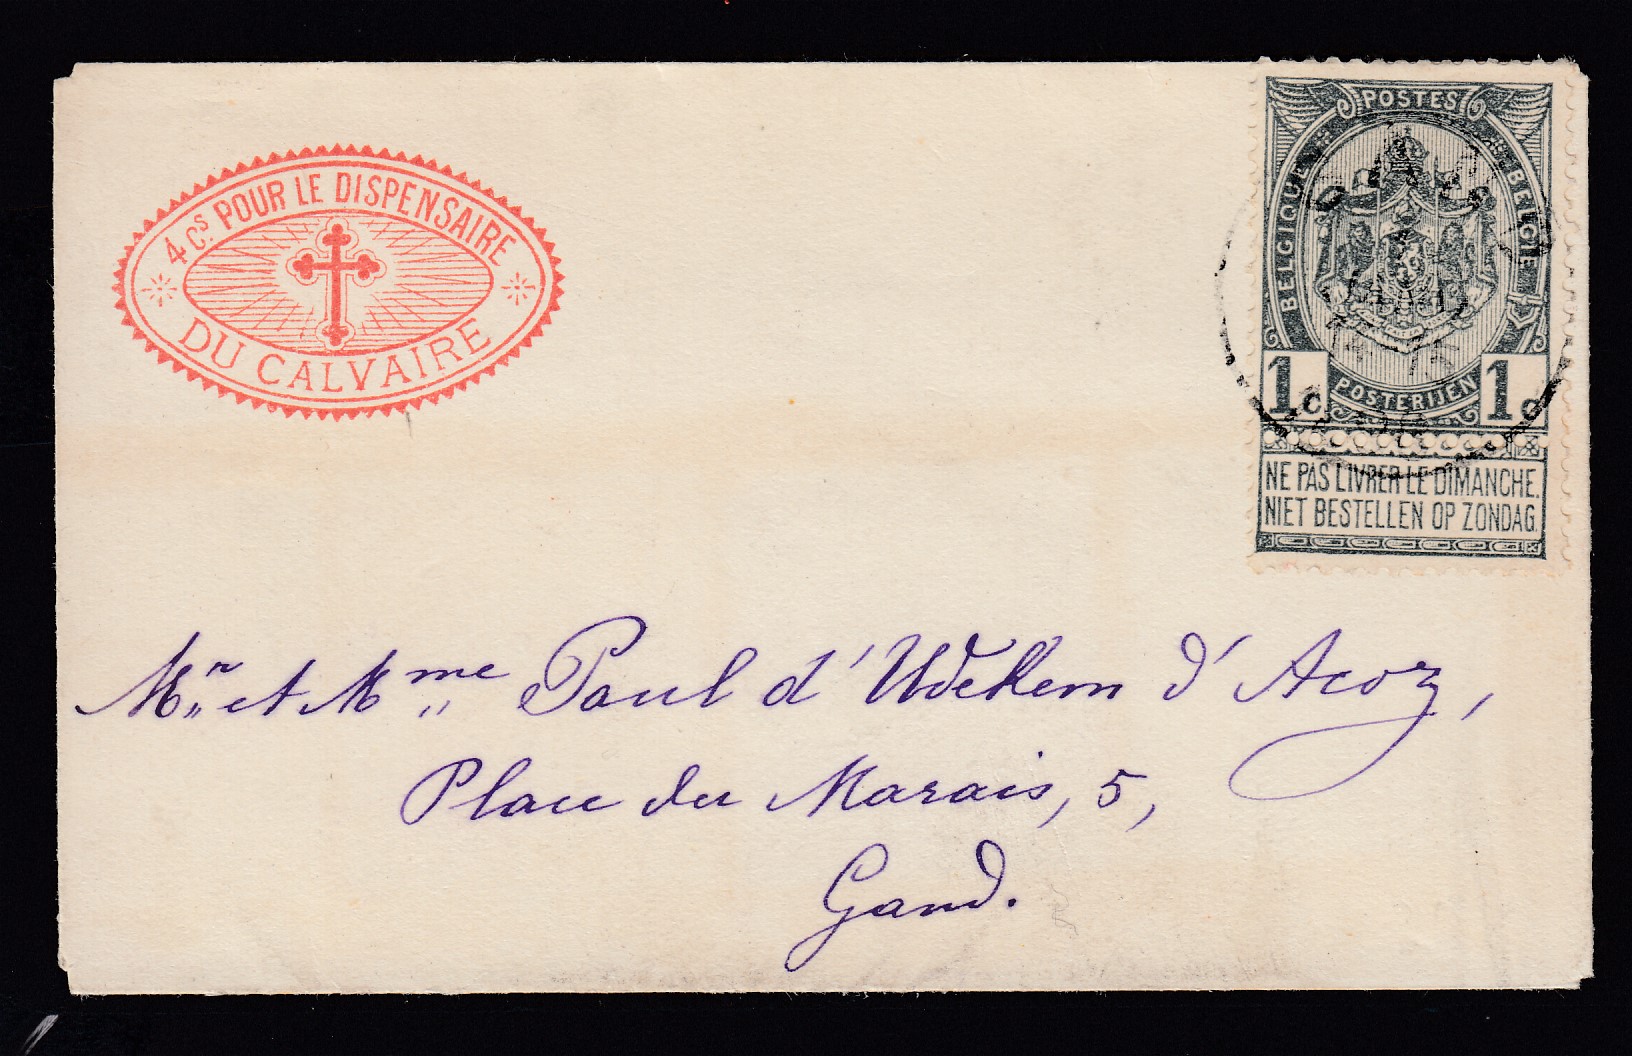 4 Cs. POUR LE DISPENSAIRE
DU CALVAIRE
POSTES
BELGIQUE BELGIË
1c POSTERIJEN 1c
NE PAS LIVRER LE DIMANCHE.
NIET BESTELLEN OP ZONDAG.
Mr et Mme Paul d'Udekem d'Acoz,
Place du Marais, 5,
Gand.